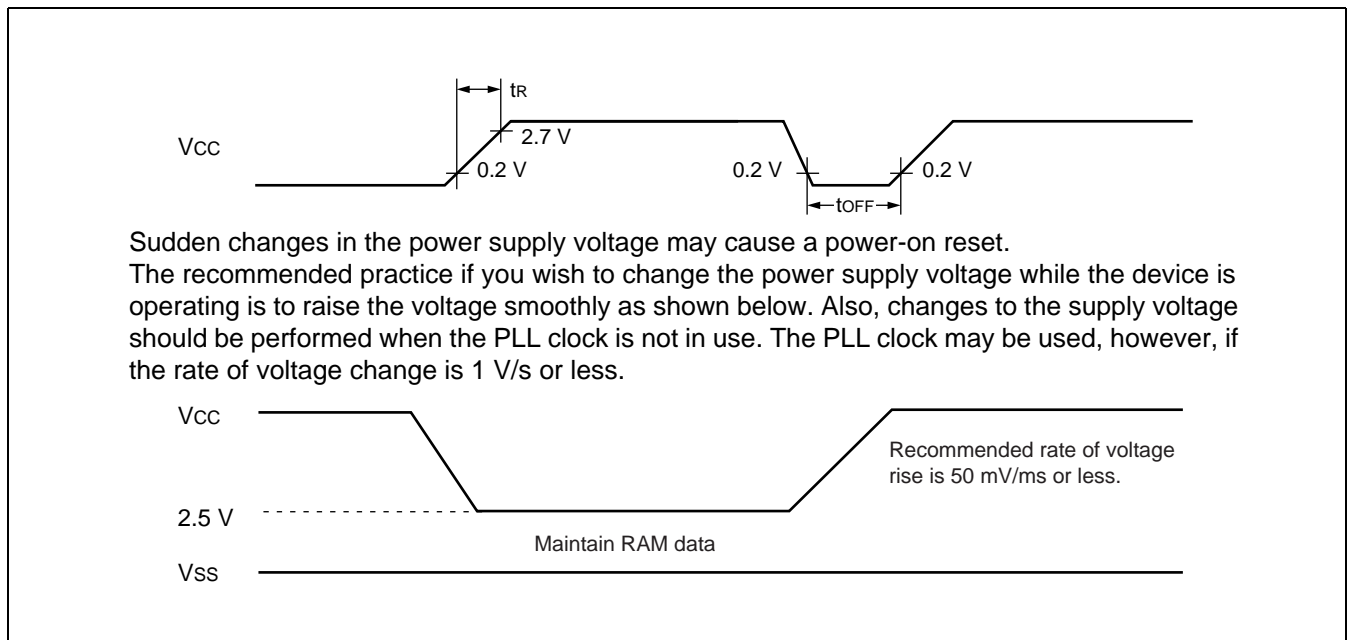 tR
VCC
2.7 V
0.2 V
0.2 V
0.2 V
tOFF
Sudden changes in the power supply voltage may cause a power-on reset.
The recommended practice if you wish to change the power supply voltage while the device is
operating is to raise the voltage smoothly as shown below. Also, changes to the supply voltage
should be performed when the PLL clock is not in use. The PLL clock may be used, however, if
the rate of voltage change is 1 V/s or less.
VCC
Recommended rate of voltage
rise is 50 mV/ms or less.
2.5 V
Maintain RAM data
VSS